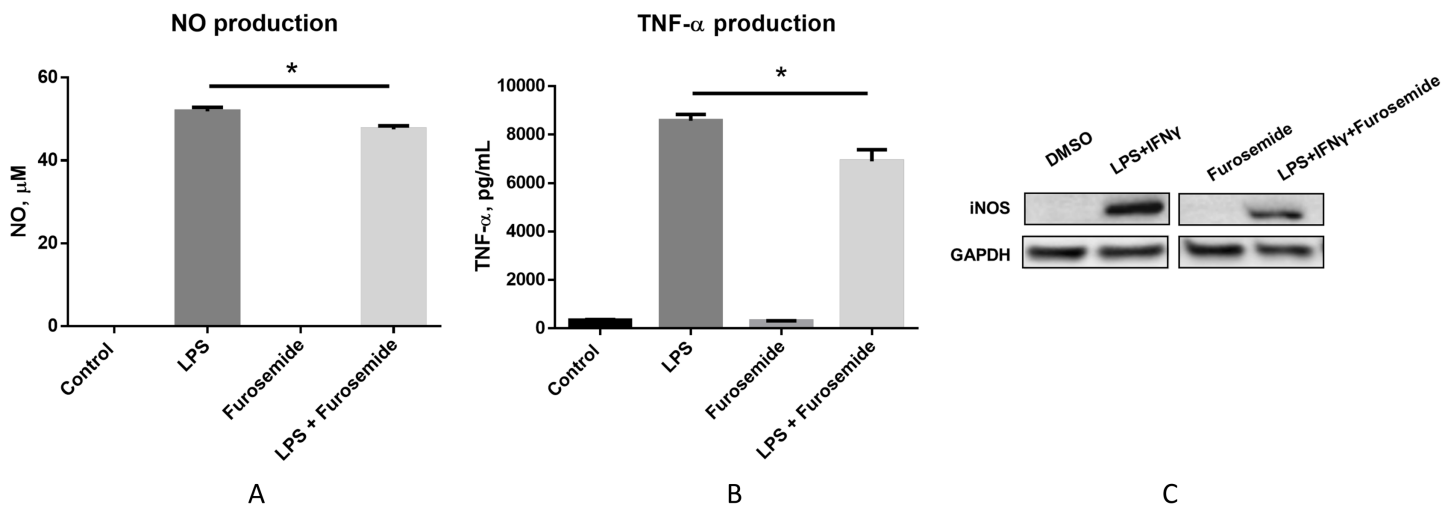 NO production
*
NO, μM
60
40
20
0
Control
LPS
Furosemide
LPS + Furosemide
A
TNF-α production
*
TNF-α, pg/mL
10000
8000
6000
4000
2000
0
Control
LPS
Furosemide
LPS + Furosemide
B
DMSO
LPS+IFNγ
Furosemide
LPS+IFNγ+Furosemide
iNOS
GAPDH
C